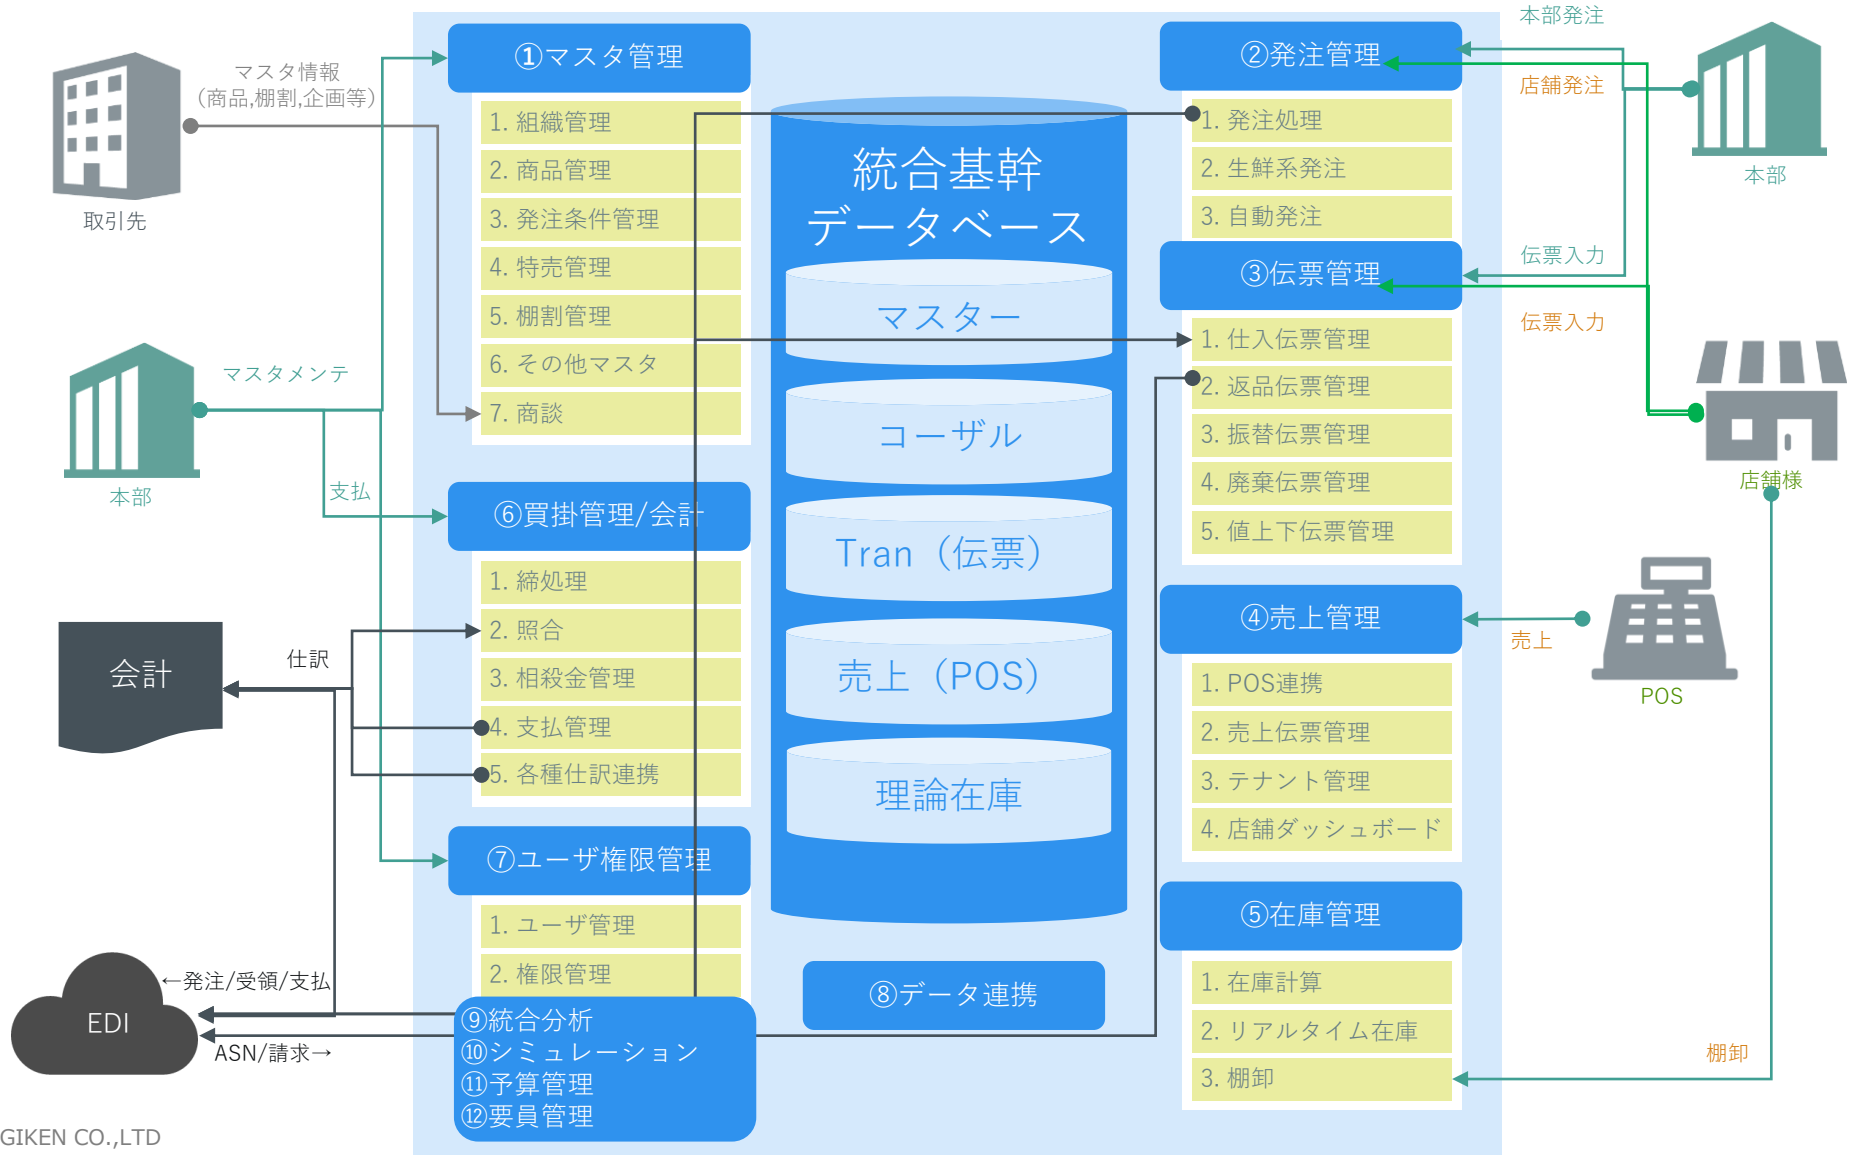 マスタ情報
（商品,棚割,企画等）
取引先
マスタメンテ
本部
支払
会計
仕訳
←発注/受領/支払
EDI
ASN/請求→
GIKEN CO.,LTD
①マスタ管理
1. 組織管理
2. 商品管理
3. 発注条件管理
4. 特売管理
5. 棚割管理
6. その他マスタ
7. 商談
⑥買掛管理/会計
1. 締処理
2. 照合
3. 相殺金管理
4. 支払管理
5. 各種仕訳連携
⑦ユーザ権限管理
1. ユーザ管理
2. 権限管理
⑨統合分析
⑩シミュレーション
⑪予算管理
⑫要員管理
統合基幹
データベース
マスター
コーザル
Tran（伝票）
売上（POS）
理論在庫
⑧データ連携
②発注管理
1. 発注処理
2. 生鮮系発注
3. 自動発注
③伝票管理
1. 仕入伝票管理
2. 返品伝票管理
3. 振替伝票管理
4. 廃棄伝票管理
5. 値上下伝票管理
④売上管理
1. POS連携
2. 売上伝票管理
3. テナント管理
4. 店舗ダッシュボード
⑤在庫管理
1. 在庫計算
2. リアルタイム在庫
3. 棚卸
本部発注
店舗発注
本部
伝票入力
伝票入力
店舗様
売上
POS
棚卸